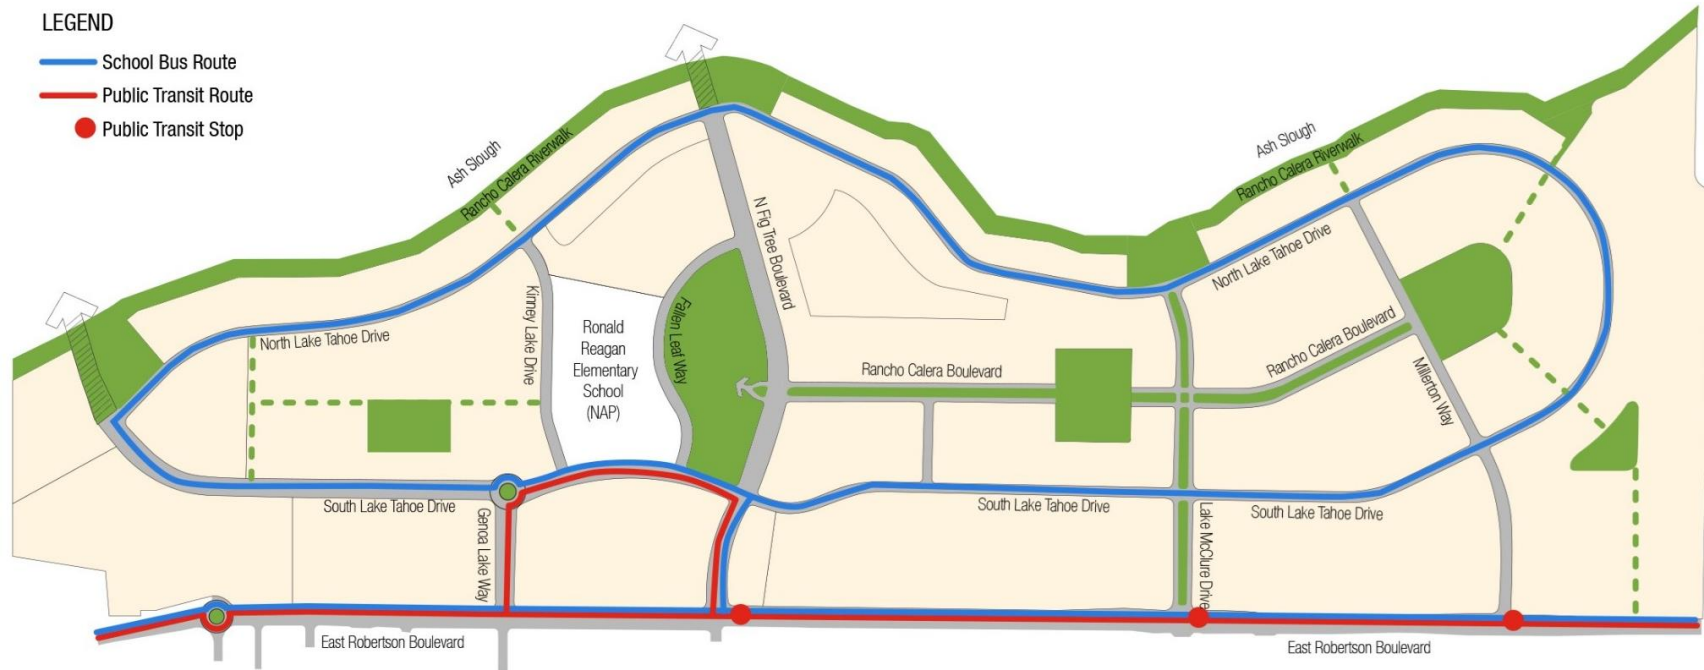 LEGEND
School Bus Route
Public Transit Route
Public Transit Stop
Ash Slough
Rancho Calera Riverwalk
Ash Slough
Rancho Calera Riverwalk
N Fig Tree Boulevard
North Lake Tahoe Drive
North Lake Tahoe Drive
Kinney Lake Drive
Ronald
Reagan
Elementary
School
(NAP)
Fallen Leaf Way
Rancho Calera Boulevard
Rancho Calera Boulevard
Millerton Way
South Lake Tahoe Drive
Genoa Lake Way
South Lake Tahoe Drive
Lake McClure Drive
South Lake Tahoe Drive
East Robertson Boulevard
East Robertson Boulevard